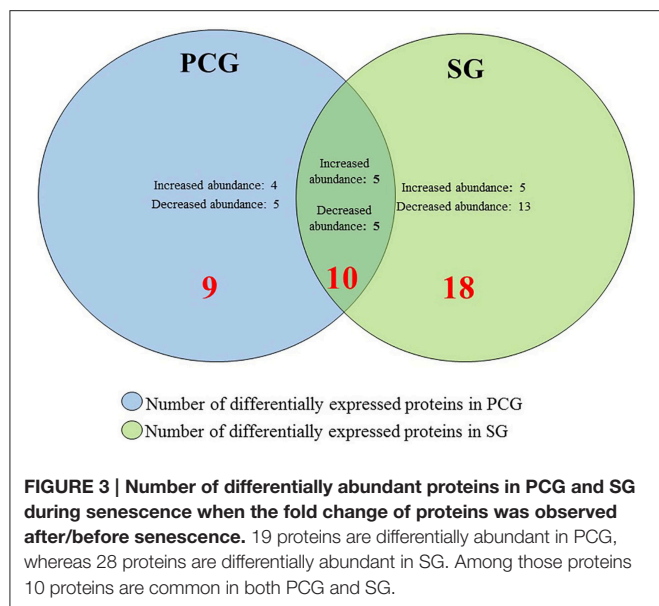 PCG
SG
Increased abundance: 4
Decreased abundance: 5
Increased
abundance: 5
Decreased
abundance: 5
Increased abundance: 5
Decreased abundance: 13
9
10
18
Number of differentially expressed proteins in PCG
Number of differentially expressed proteins in SG
FIGURE 3 | Number of differentially abundant proteins in PCG and SG
during senescence when the fold change of proteins was observed
after/before senescence. 19 proteins are differentially abundant in PCG,
whereas 28 proteins are differentially abundant in SG. Among those proteins
10 proteins are common in both PCG and SG.